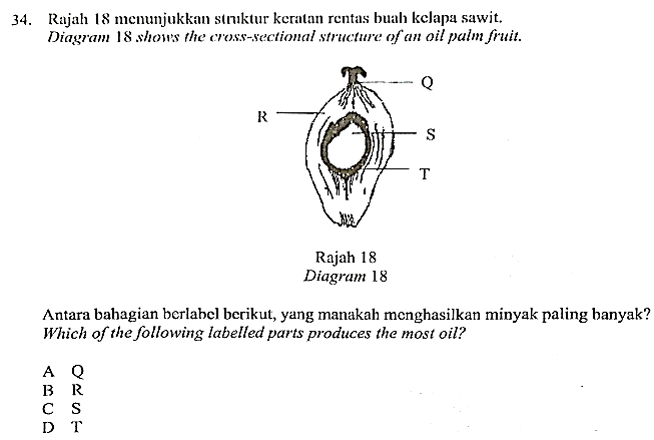 34. Rajah 18 menunjukkan struktur keratan rentas buah kelapa sawit.
Diagram 18 shows the cross-sectional structure of an oil palm fruit.
Q
R
S
T
Rajah 18
Diagram 18
Antara bahagian berlabel berikut, yang manakah menghasilkan minyak paling banyak?
Which of the following labelled parts produces the most oil?
A Q
B R
C S
D T